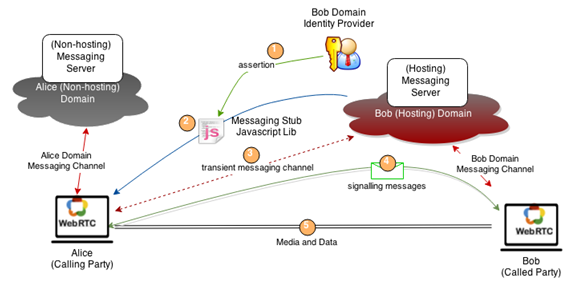 Bob Domain
Identity Provider
(Non-hosting)
Messaging
Server
Alice (Non-hosting)
Domain
1
assertion
(Hosting)
Messaging
Server
Bob (Hosting) Domain
2
js
Messaging Stub
Javascript Lib
3
transient messaging channel
4
signalling messages
Alice Domain
Messaging Channel
Bob Domain
Messaging Channel
WebRTC
Alice
(Calling Party)
5
Media and Data
WebRTC
Bob
(Called Party)